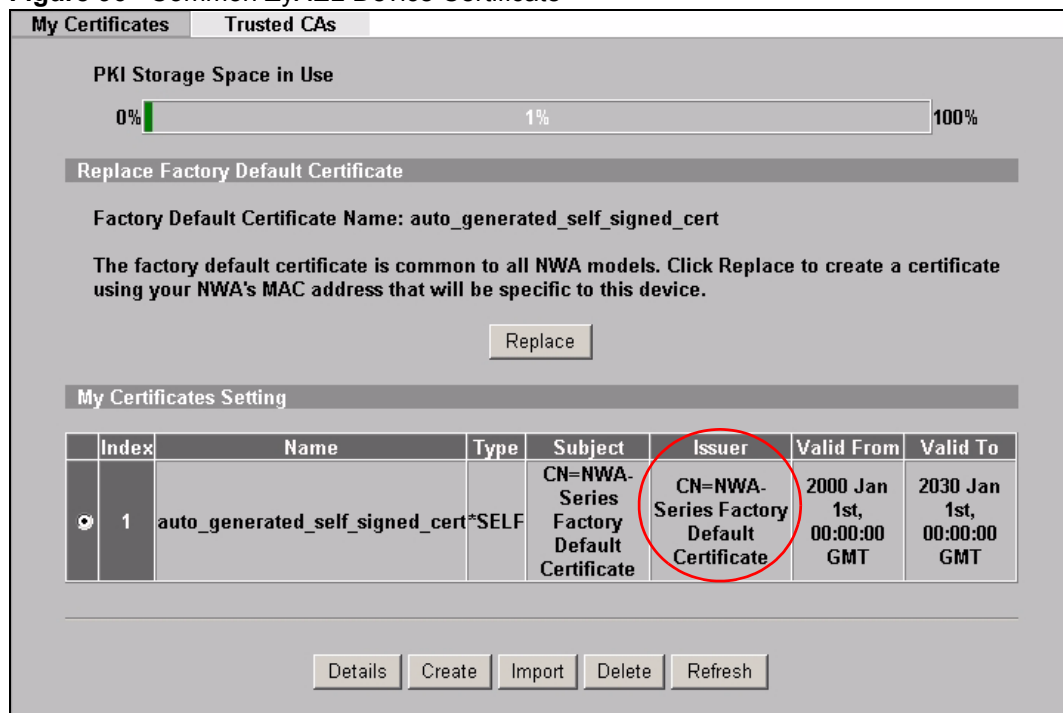 My Certificates Trusted CAs
PKI Storage Space in Use
0% 1% 100%
Replace Factory Default Certificate
Factory Default Certificate Name: auto_generated_self_signed_cert
The factory default certificate is common to all NWA models. Click Replace to create a certificate
using your NWA's MAC address that will be specific to this device.
Replace
My Certificates Setting
Index Name Type Subject Issuer Valid From Valid To
1 auto_generated_self_signed_cert *SELF
CN=NWA-
Series
Factory
Default
Certificate
CN=NWA-
Series Factory
Default
Certificate
2000 Jan
1st,
00:00:00
GMT
2030 Jan
1st,
00:00:00
GMT
Details Create Import Delete Refresh